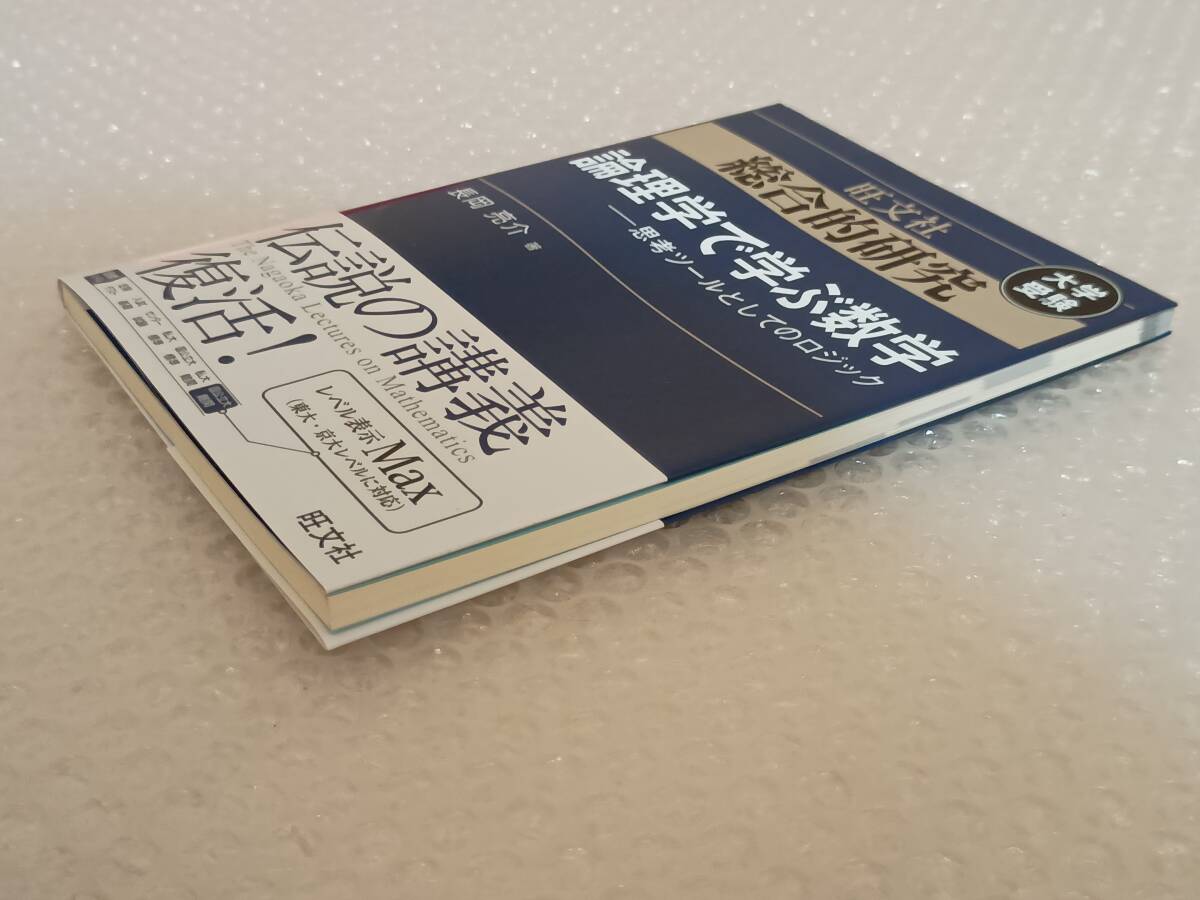 旺文社
総合的研究
大学
受験
論理学で学ぶ数学
──思考ツールとしてのロジック
長岡 亮介 著
伝説の講義
The Nagaoka Lectures on Mathematics
復活!
レベル表示 Max
(東大・京大レベルに対応)
旺文社